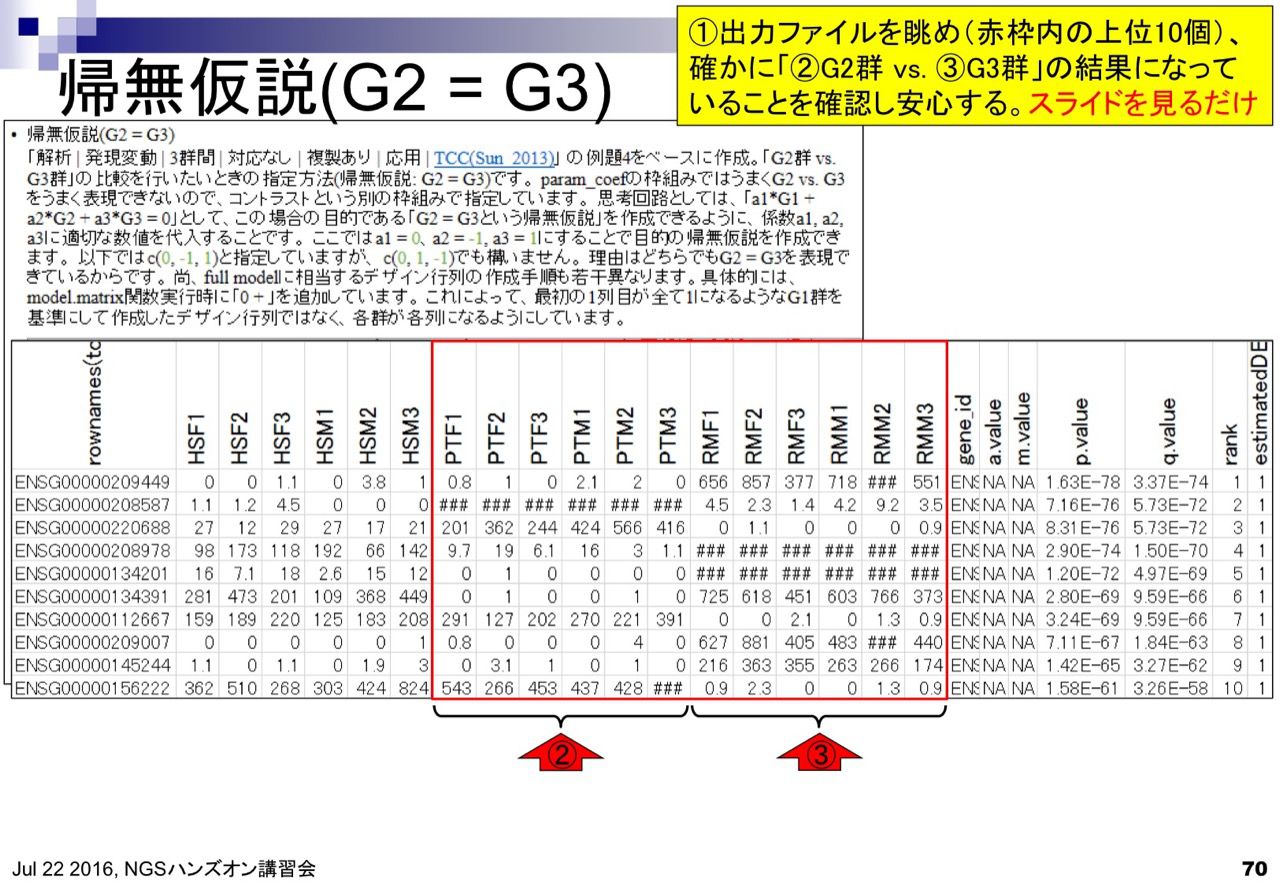 帰無仮説(G2 = G3)
①出力ファイルを眺め（赤枠内の上位10個）、
確かに「②G2群 vs. ③G3群」の結果になって
いることを確認し安心する。スライドを見るだけ
• 帰無仮説(G2 = G3)
「解析 | 発現変動 | 3群間 | 対応なし | 複製あり | 応用 | TCC(Sun_2013)」の例題4をベースに作成。「G2群 vs.
G3群」の比較を行いたいときの指定方法(帰無仮説: G2 = G3)です。param_coefの枠組みではうまくG2 vs. G3
をうまく表現できないので、コントラストという別の枠組みで指定しています。思考回路としては、「a1*G1 +
a2*G2 + a3*G3 = 0」として、この場合の目的である「G2 = G3という帰無仮説」を作成できるように、係数a1, a2,
a3に適切な数値を代入することです。ここではa1 = 0、a2 = -1, a3 = 1にすることで目的の帰無仮説を作成でき
ます。以下ではc(0, -1, 1)と指定していますが、 c(0, 1, -1)でも構いません。理由はどちらでもG2 = G3を表現で
きているからです。尚、full modelに相当するデザイン行列の作成手順も若干異なります。具体的には、
model.matrix関数実行時に「0 +」を追加しています。これによって、最初の1列目が全て1になるようなG1群を
基準にして作成したデザイン行列ではなく、各群が各列になるようにしています。
rownames(tc HSF1 HSF2 HSF3 HSM1 HSM2 HSM3 PTF1 PTF2 PTF3 PTM1 PTM2 PTM3 RMF1 RMF2 RMF3 RMM1 RMM2 RMM3 gene_id a.value m.value p.value q.value rank estimatedDE
ENSG00000209449 0 0 1.1 0 3.8 1 0.8 1 0 2.1 2 0 656 857 377 718 ### 551 ENS NA NA 1.63E-78 3.37E-74 1 1
ENSG00000208587 1.1 1.2 4.5 0 0 0 ### ### ### ### ### ### 4.5 2.3 1.4 4.2 9.2 3.5 ENS NA NA 7.16E-76 5.73E-72 2 1
ENSG00000220688 27 12 29 27 17 21 201 362 244 424 566 416 0 1.1 0 0 0 0.9 ENS NA NA 8.31E-76 5.73E-72 3 1
ENSG00000208978 98 173 118 192 66 142 9.7 19 6.1 16 3 1.1 ### ### ### ### ### ### ENS NA NA 2.90E-74 1.50E-70 4 1
ENSG00000134201 16 7.1 18 2.6 15 12 0 1 0 0 0 0 ### ### ### ### ### ### ENS NA NA 1.20E-72 4.97E-69 5 1
ENSG00000134391 281 473 201 109 368 449 0 1 0 0 1 0 725 618 451 603 766 373 ENS NA NA 2.80E-69 9.59E-66 6 1
ENSG00000112667 159 189 220 125 183 208 291 127 202 270 221 391 0 0 2.1 0 1.3 0.9 ENS NA NA 3.24E-69 9.59E-66 7 1
ENSG00000209007 0 0 0 0 0 1 0.8 0 0 0 4 0 627 881 405 483 ### 440 ENS NA NA 7.11E-67 1.84E-63 8 1
ENSG00000145244 1.1 0 1.1 0 1.9 3 0 3.1 1 0 1 0 216 363 355 263 266 174 ENS NA NA 1.42E-65 3.27E-62 9 1
ENSG00000156222 362 510 268 303 424 824 543 266 453 437 428 ### 0.9 2.3 0 0 1.3 0.9 ENS NA NA 1.58E-61 3.26E-58 10 1
② ③
Jul 22 2016, NGSハンズオン講習会
70